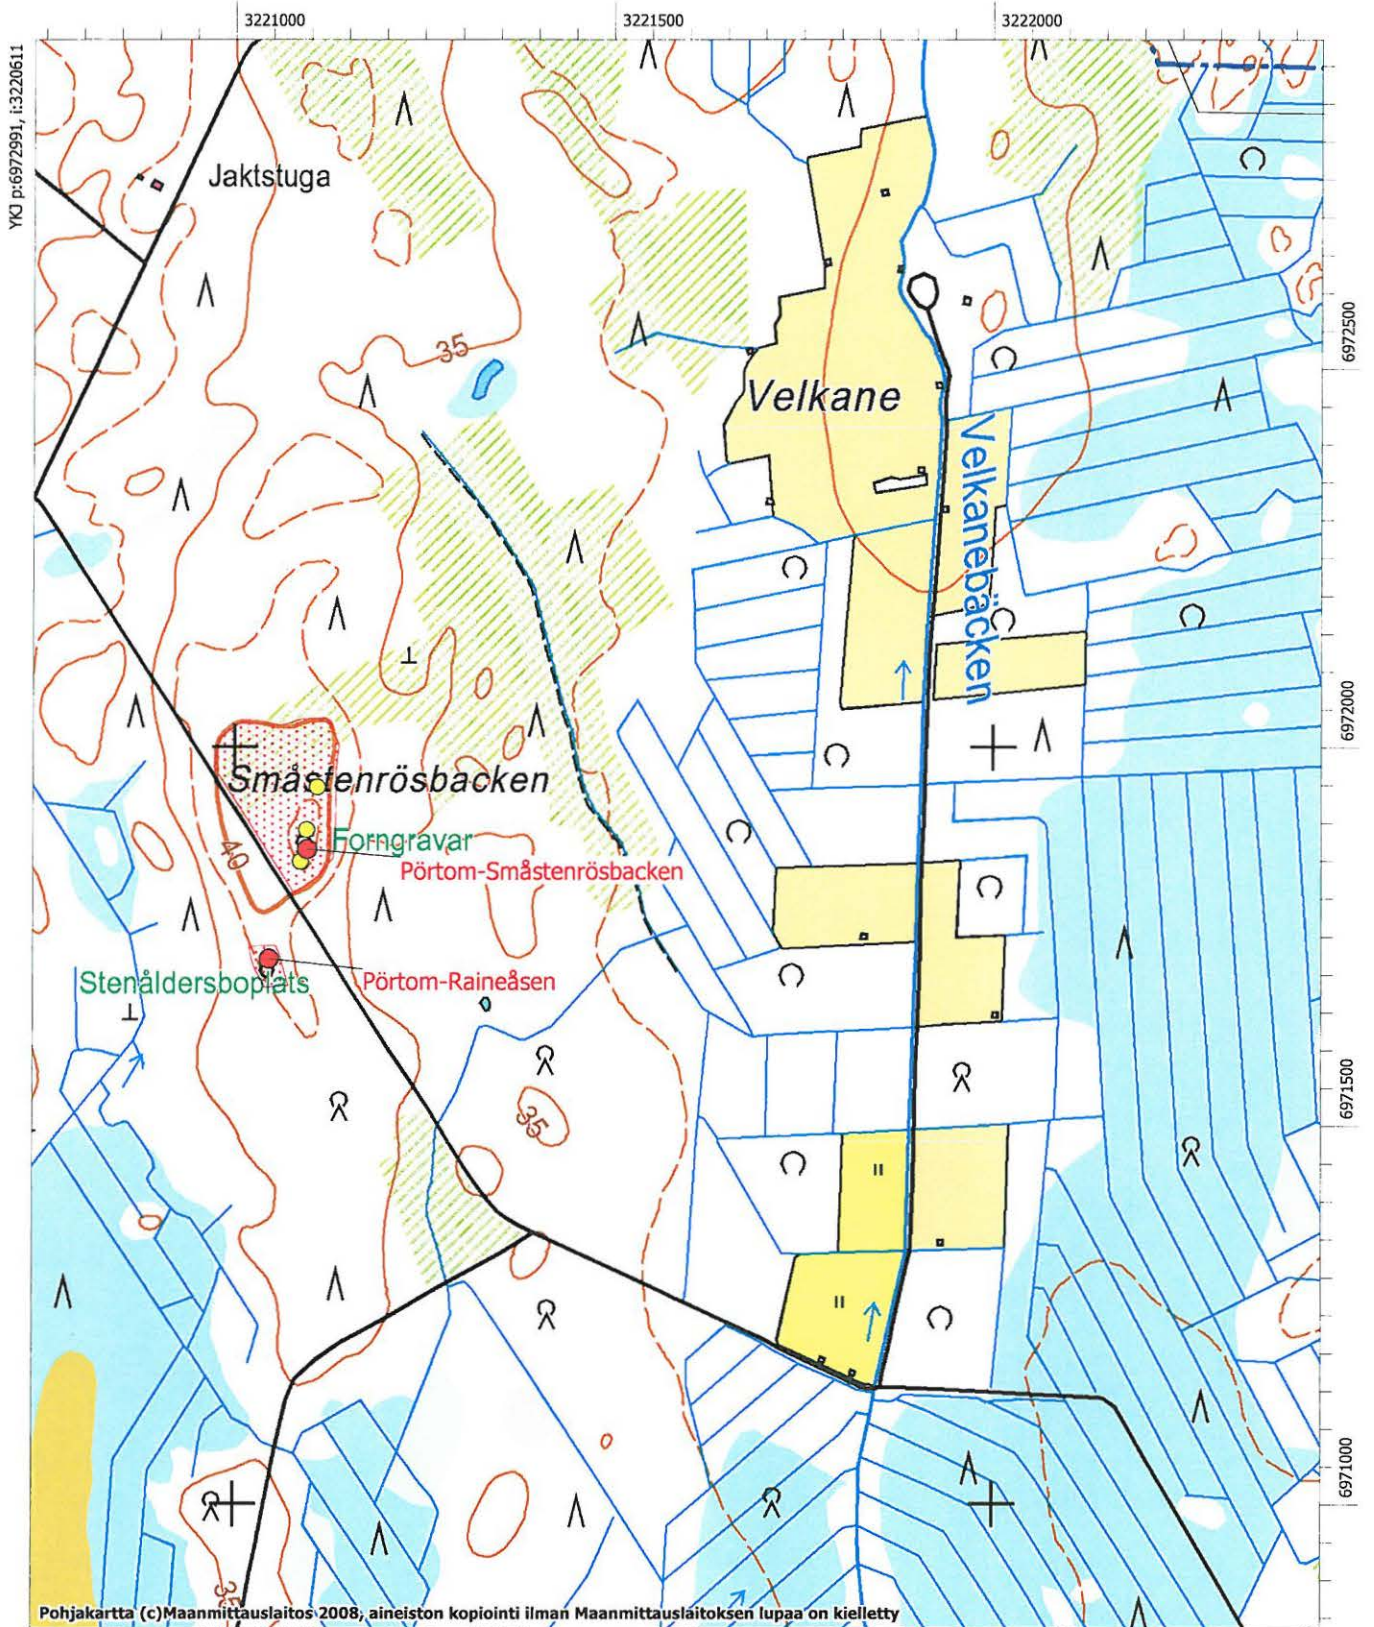 3221000
3221500
3222000
YKJ p:6972991, i:3220611
Jaktstuga
6972500
35
Velkane
Velkanebäcken
6972000
Småstenrösbacken
Forngravar
40
Pörtom-Småstenrösbacken
Stenåldersboplats
Pörtom-Raineåsen
6971500
35
6971000
35
Pohjakartta (c)Maanmittauslaitos 2008, aineiston kopiointi ilman Maanmittauslaitoksen lupaa on kielletty